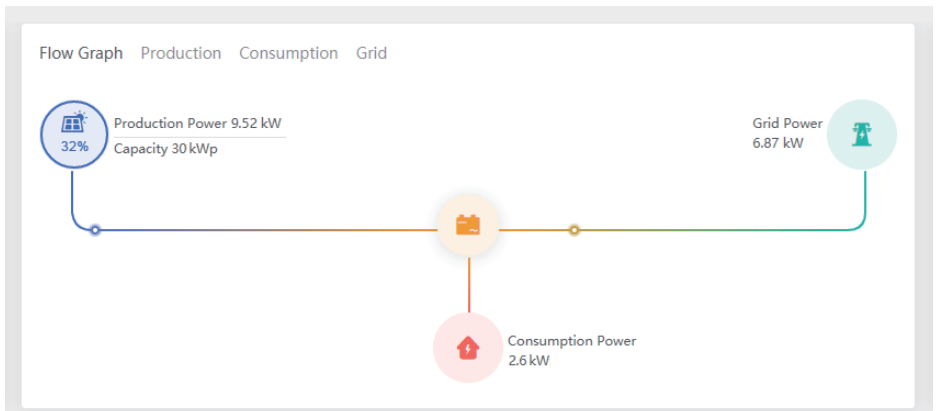 Flow Graph Production Consumption Grid
32%
Production Power 9.52 kW
Capacity 30 kWp
Grid Power
6.87 kW
Consumption Power
2.6 kW